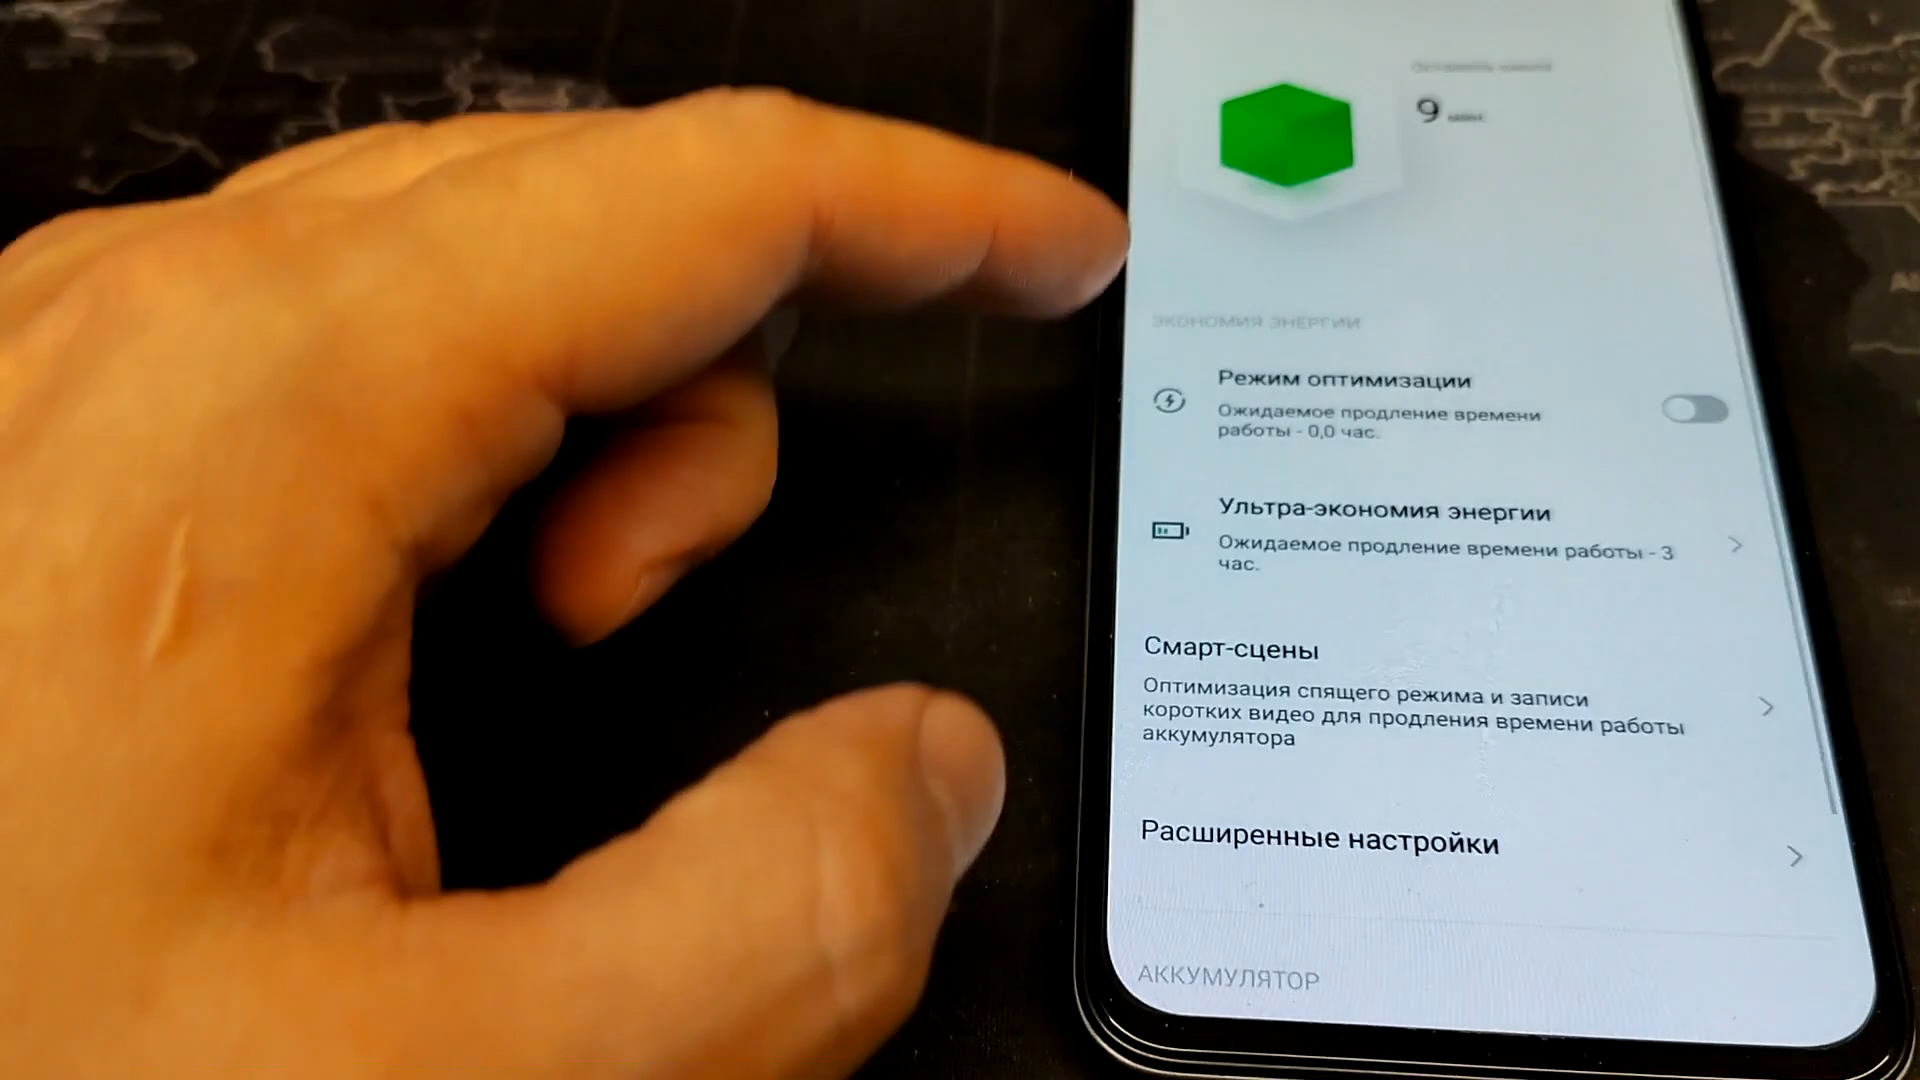 9
ЭКОНОМИЯ ЭНЕРГИИ
Режим оптимизации
Ожидаемое продление времени
работы - 0,0 час.
Ультра-экономия энергии
Ожидаемое продление времени работы - 3
час.
Смарт-сцены
Оптимизация спящего режима и записи
коротких видео для продления времени работы
аккумулятора
Расширенные настройки
АККУМУЛЯТОР